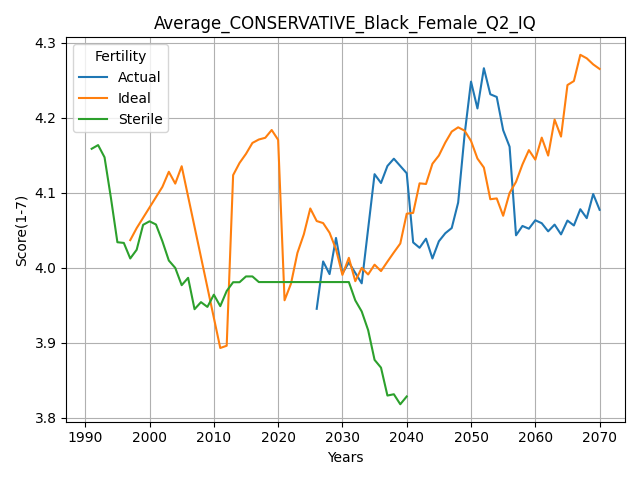 Average_CONSERVATIVE_Black_Female_Q2_IQ
Fertility
Actual
Ideal
Sterile
Score(1-7)
4.3
4.2
4.1
4.0
3.9
3.8
1990 2000 2010 2020 2030 2040 2050 2060 2070
Years